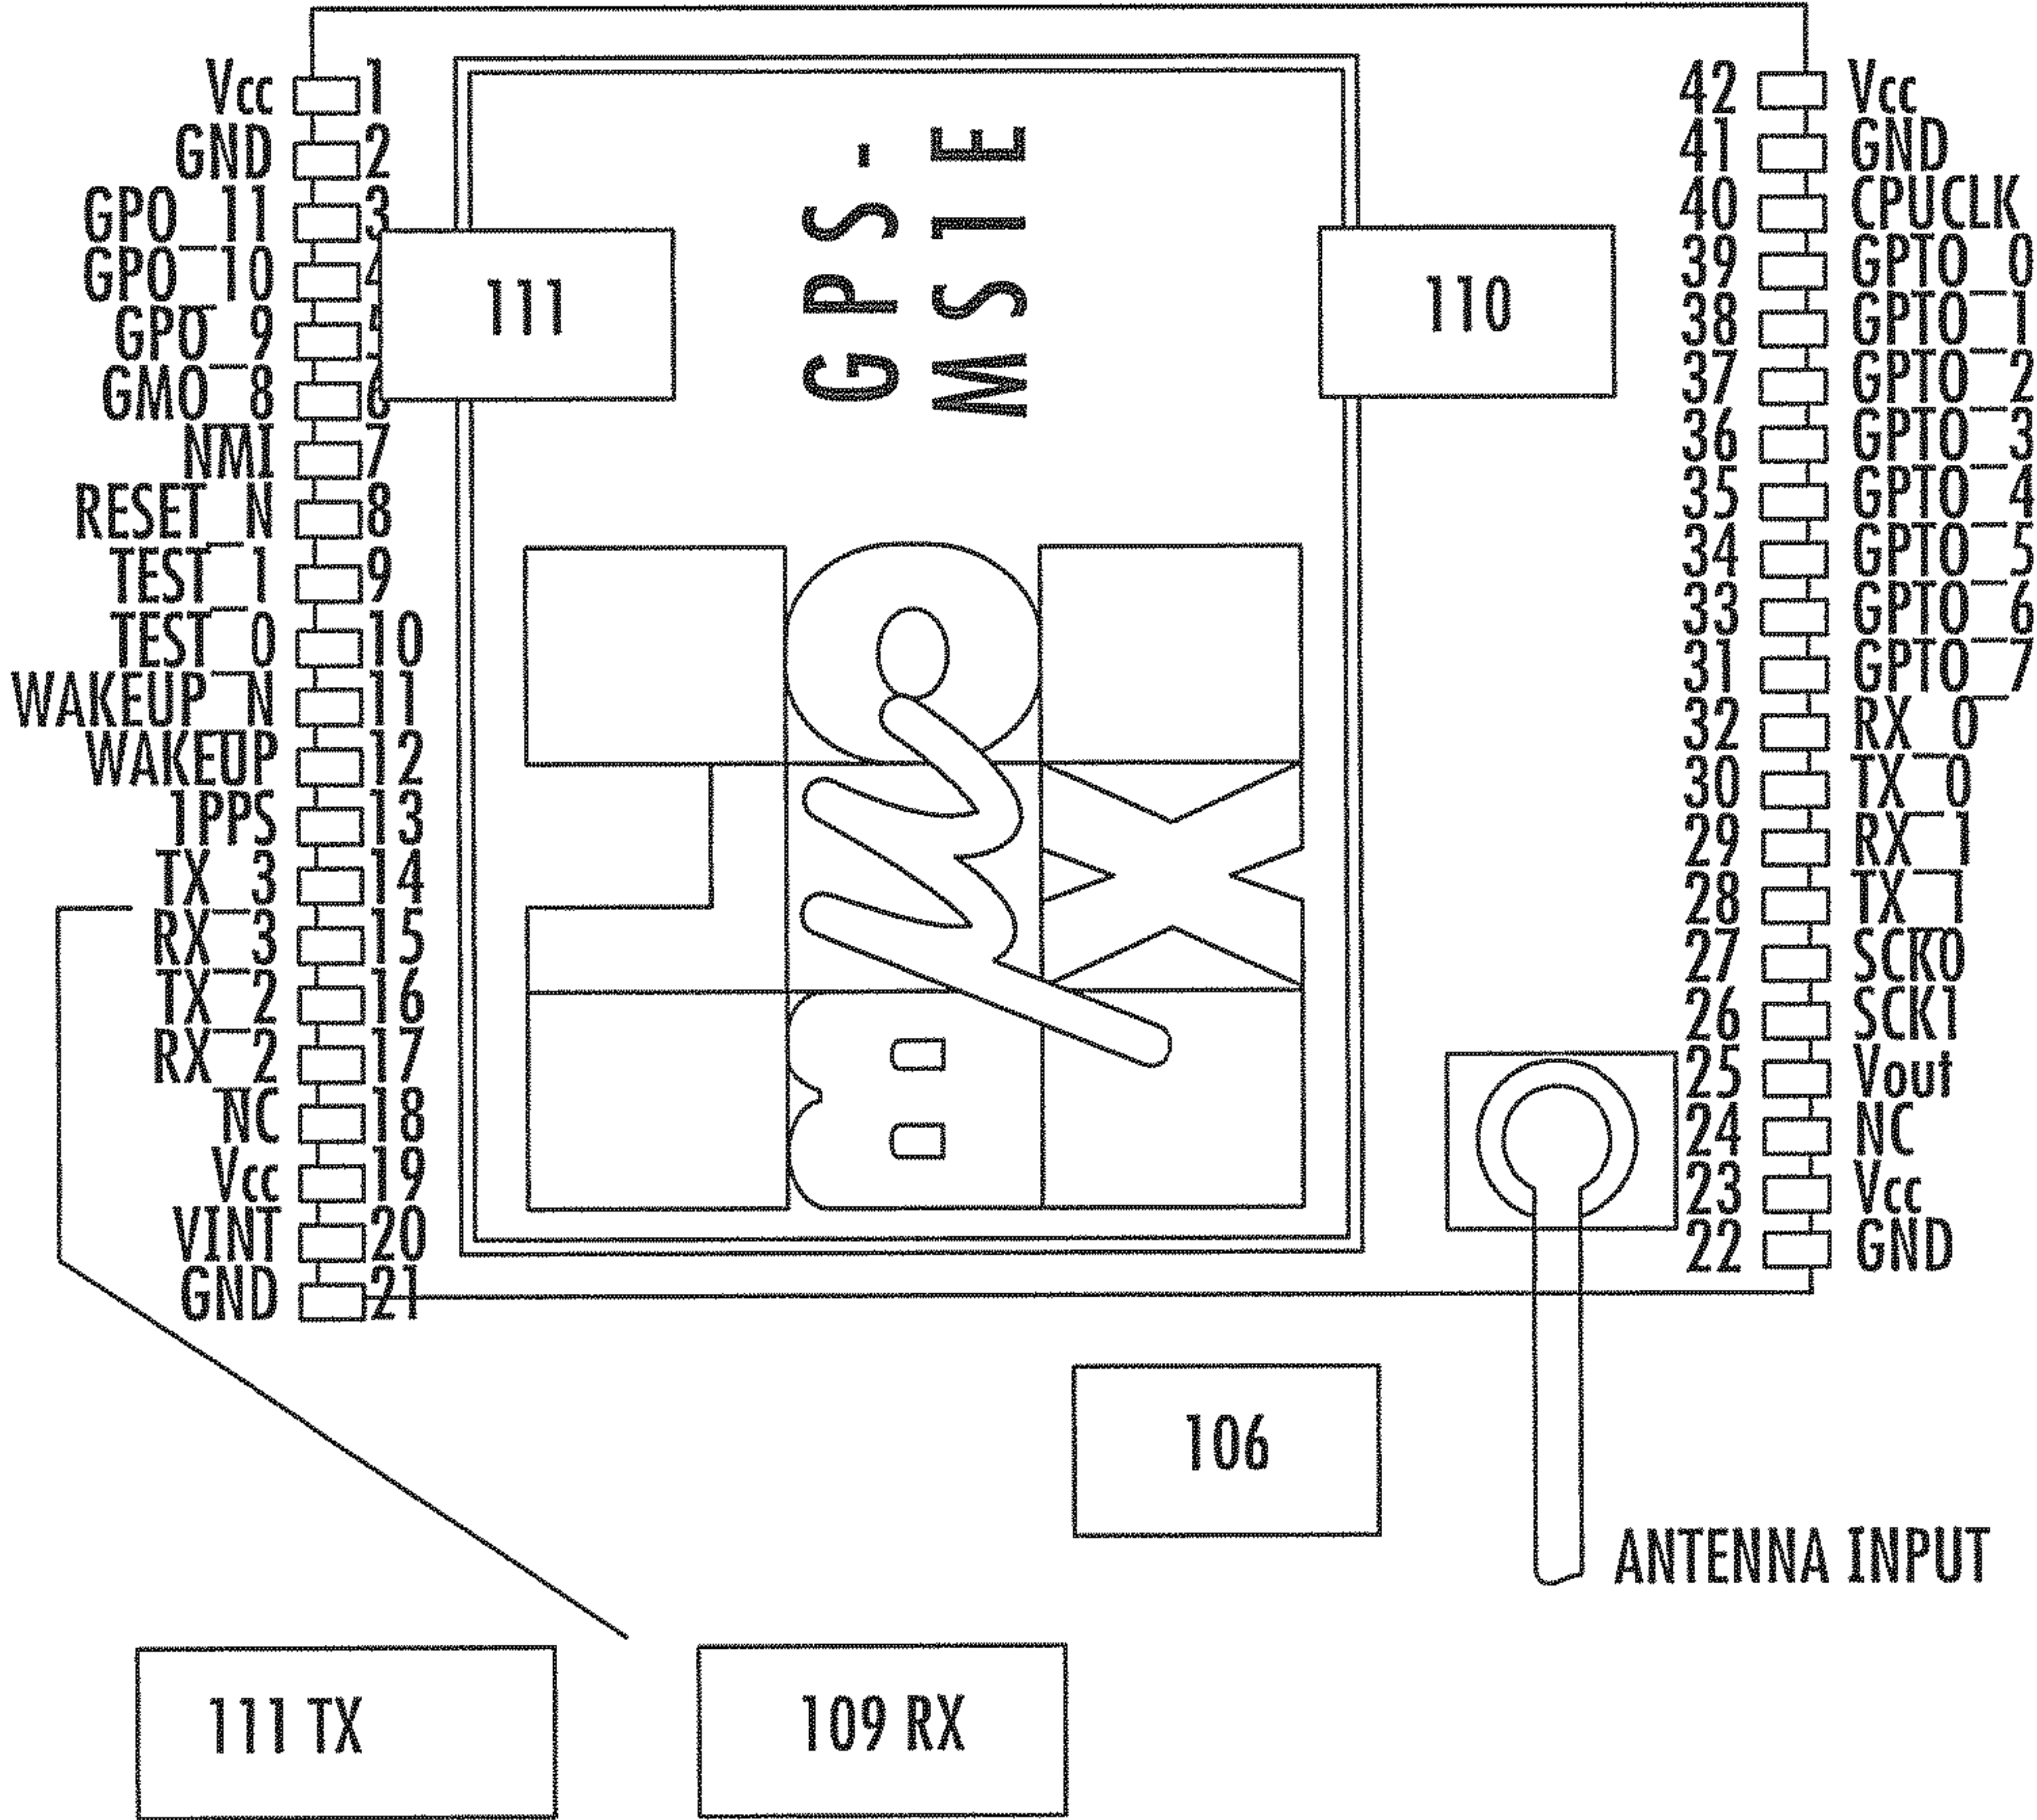 Vcc 1
GND 2
GPO_11 3
GPO_10 4
GPO_9 5
GMO_8 6
NMI 7
RESET_N 8
TEST_1 9
TEST_0 10
WAKEUP_N 11
WAKEUP 12
1PPS 13
TX_3 14
RX_3 15
TX_2 16
RX_2 17
NC 18
Vcc 19
VINT 20
GND 21
111
GPS-
MS1E
110
42 Vcc
41 GND
40 CPUCLK
39 GPTO_0
38 GPTO_1
37 GPTO_2
36 GPTO_3
35 GPTO_4
34 GPTO_5
33 GPTO_6
31 GPTO_7
32 RX_0
30 TX_0
29 RX_1
28 TX_1
27 SCK0
26 SCK1
25 Vout
24 NC
23 Vcc
22 GND
106
ANTENNA INPUT
111 TX
109 RX